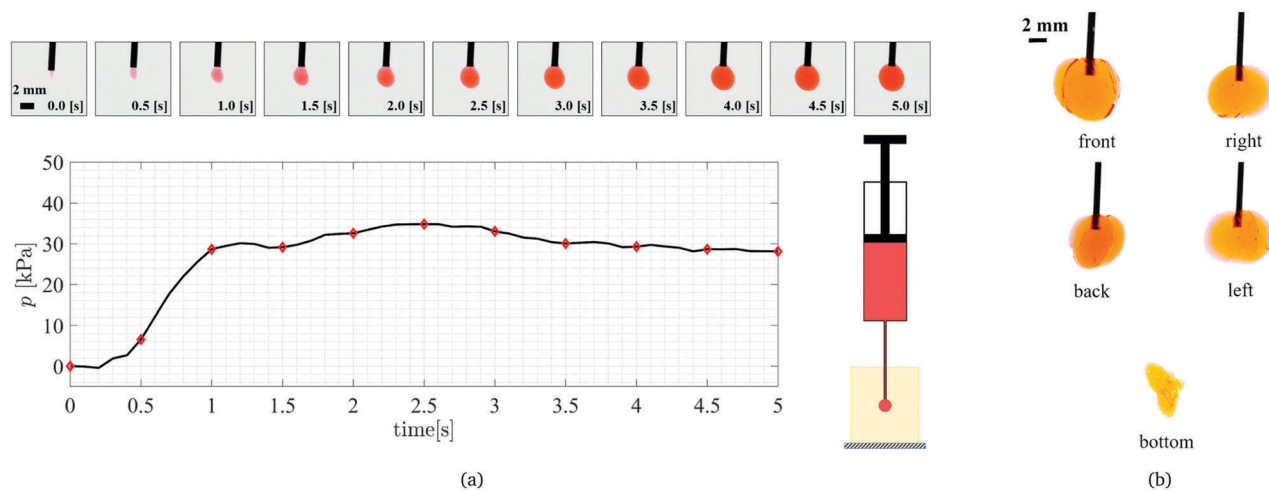 2 mm
0.0 [s]
0.5 [s]
1.0 [s]
1.5 [s]
2.0 [s]
2.5 [s]
3.0 [s]
3.5 [s]
4.0 [s]
4.5 [s]
5.0 [s]
50
40
30
20
10
0
p [kPa]
0 0.5 1 1.5 2 2.5 3 3.5 4 4.5 5
time[s]
(a)
2 mm
front right
back left
bottom
(b)